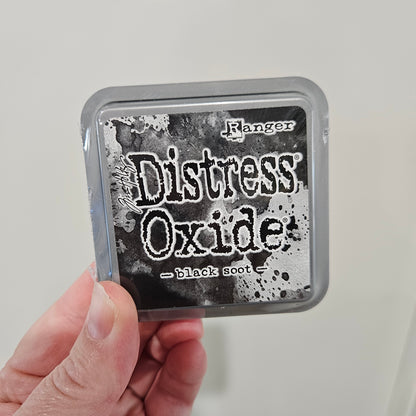 Ranger
Distress
Oxide
- black soot -